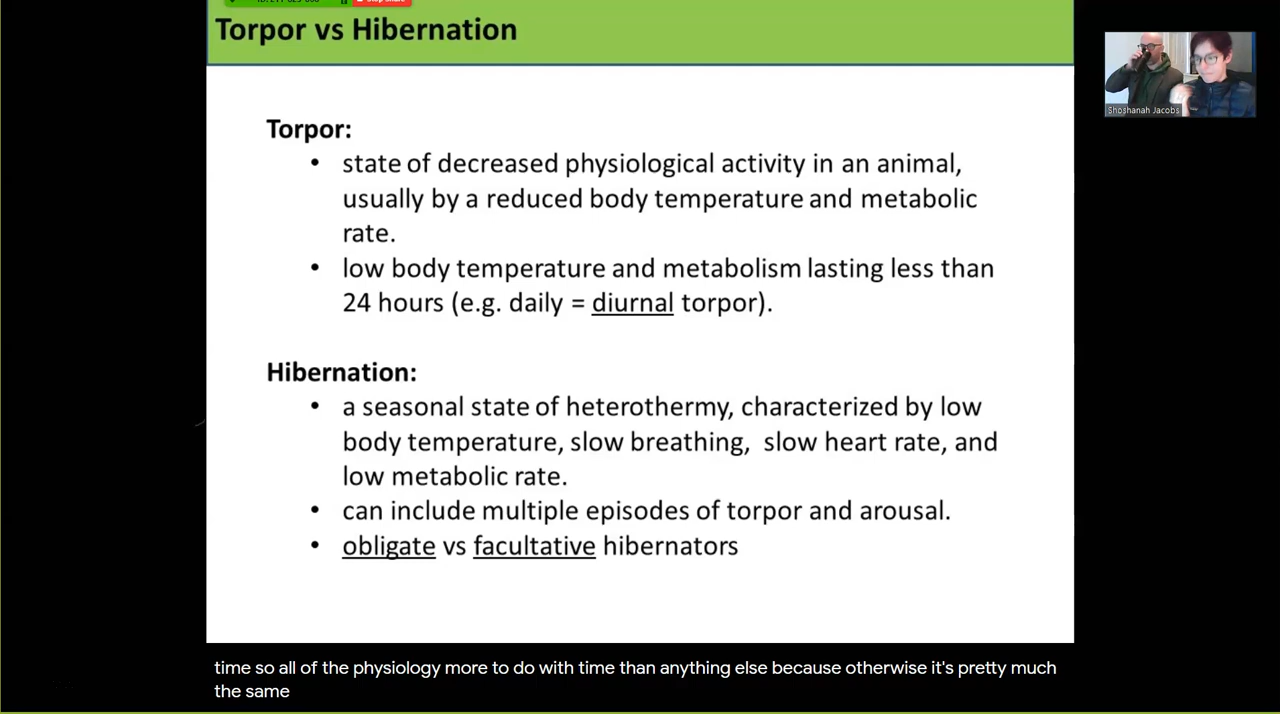 Torpor vs Hibernation
Shoshanah Jacobs
Torpor:
• state of decreased physiological activity in an animal,
usually by a reduced body temperature and metabolic
rate.
• low body temperature and metabolism lasting less than
24 hours (e.g. daily = diurnal torpor).
Hibernation:
• a seasonal state of heterothermy, characterized by low
body temperature, slow breathing,  slow heart rate, and
low metabolic rate.
• can include multiple episodes of torpor and arousal.
• obligate vs facultative hibernators
time so all of the physiology more to do with time than anything else because otherwise it's pretty much
the same